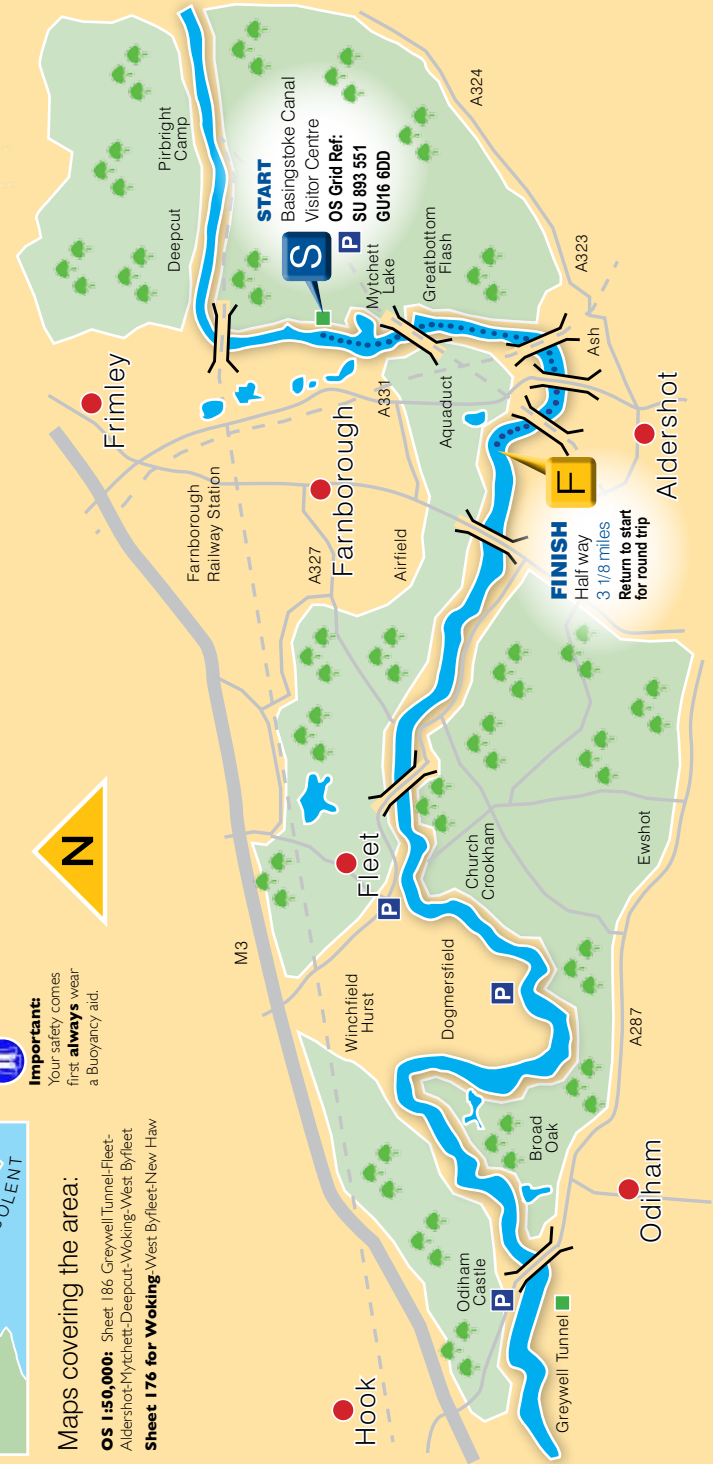 OLENT
Important:
Your safety comes
first always wear
a Buoyancy aid.
Maps covering the area:
OS 1:50,000: Sheet 186 Greywell Tunnel-Fleet-
Aldershot-Mytchett-Deepcut-Woking-West Byfleet
Sheet 176 for Woking-West Byfleet-New Haw
N
Hook
M3
Winchfield
Hurst
Odiham
Castle
P
Greywell Tunnel
Broad
Oak
Odiham
A287
Dogmersfield
P
P
Fleet
Church
Crookham
Ewshot
Farnborough
Railway Station
A327
Farnborough
Airfield
Frimley
A331
Aquaduct
F
FINISH
Half way
3 1/8 miles
Return to start
for round trip
Aldershot
Ash
A323
Greatbottom
Flash
Mytchett
Lake
P
S
START
Basingstoke Canal
Visitor Centre
OS Grid Ref:
SU 893 551
GU16 6DD
Deepcut
Pirbright
Camp
A324